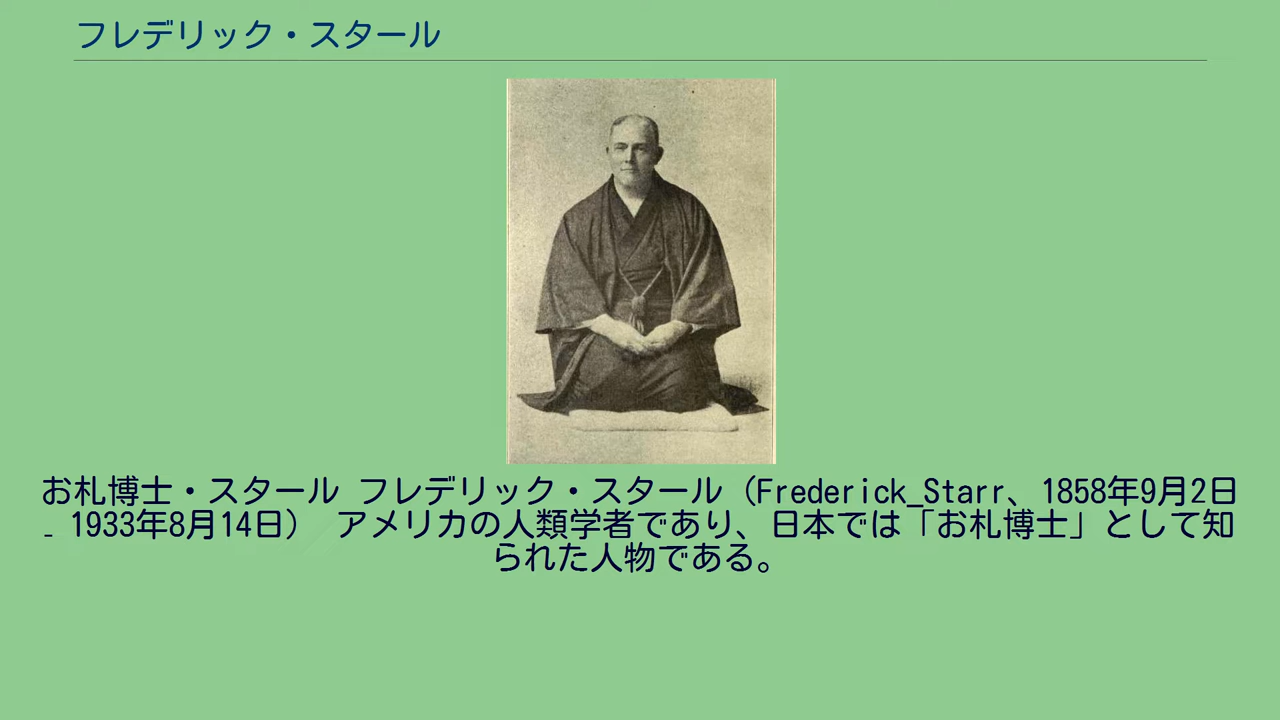 フレデリック・スタール
お札博士・スタール フレデリック・スタール（Frederick_Starr、1858年9月2日
- 1933年8月14日） アメリカの人類学者であり、日本では「お札博士」として知
られた人物である。